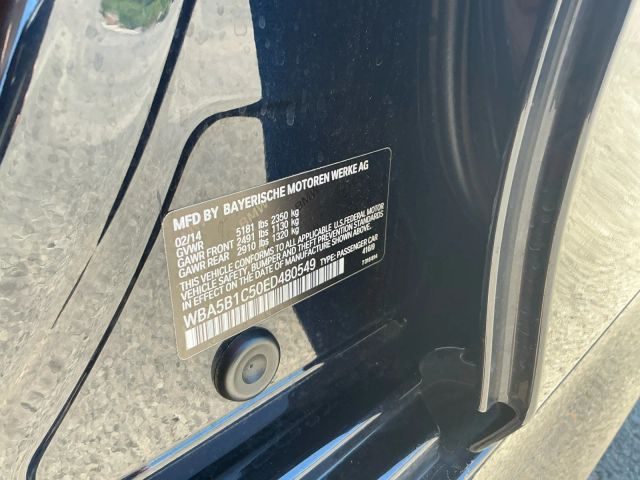 MFD BY BAYERISCHE MOTOREN WERKE AG
02/14
GVWR 5181 lbs 2350 kg
GAWR FRONT 2491 lbs 1130 kg
GAWR REAR 2910 lbs 1320 kg
THIS VEHICLE CONFORMS TO ALL APPLICABLE U.S. FEDERAL MOTOR
VEHICLE SAFETY, BUMPER AND THEFT PREVENTION STANDARDS
IN EFFECT ON THE DATE OF MANUFACTURE SHOWN ABOVE.
WBA5B1C50ED480549 TYPE: PASSENGER CAR